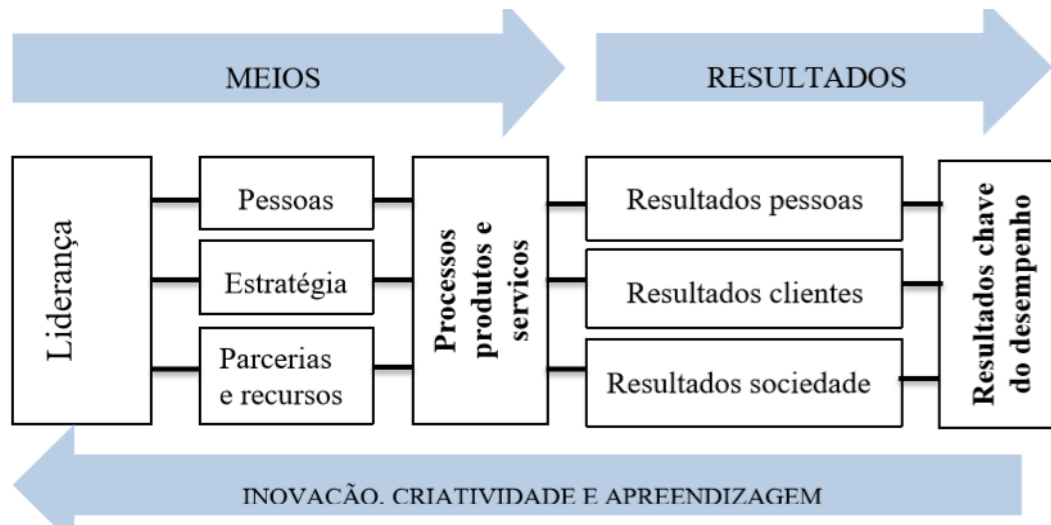 MEIOS
RESULTADOS
Liderança
Pessoas
Estratégia
Parcerias
e recursos
Processos
produtos e
servicos
Resultados pessoas
Resultados clientes
Resultados sociedade
Resultados chave
do desempenho
INOVAÇÃO, CRIATIVIDADE E APREENDIZAGEM